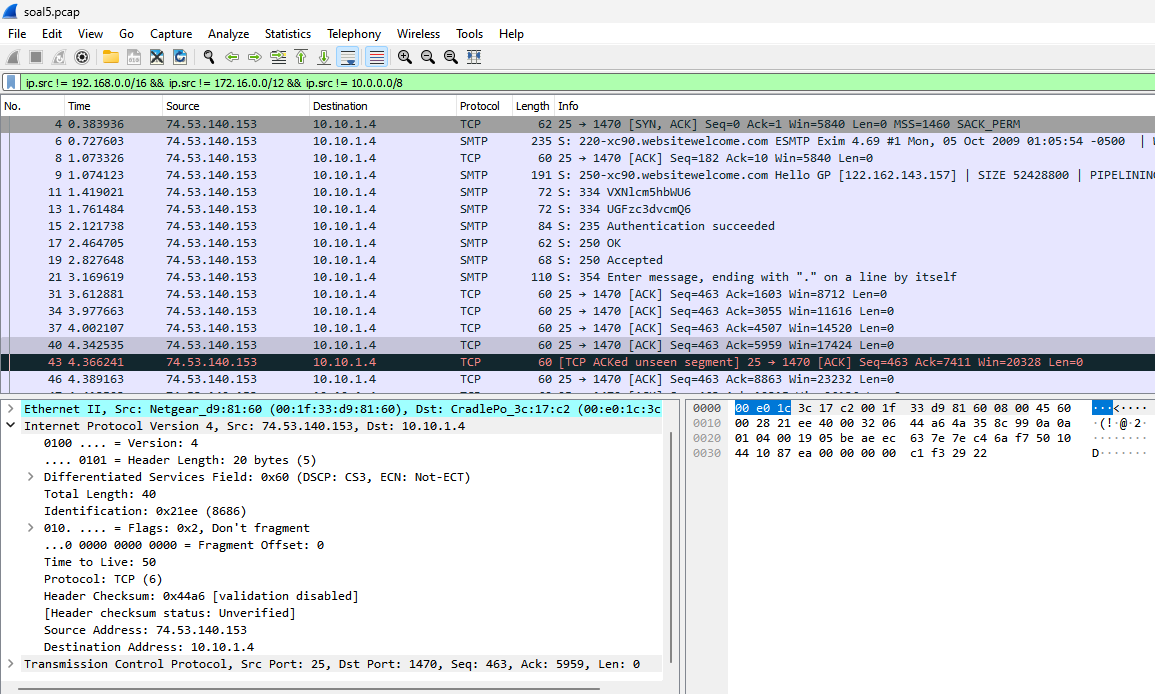 soal5.pcap
File Edit View Go Capture Analyze Statistics Telephony Wireless Tools Help
ip.src != 192.168.0.0/16 && ip.src != 172.16.0.0/12 && ip.src != 10.0.0.0/8
No. Time Source Destination Protocol Length Info
4 0.383936 74.53.140.153 10.10.1.4 TCP 62 25 → 1470 [SYN, ACK] Seq=0 Ack=1 Win=5840 Len=0 MSS=1460 SACK_PERM
6 0.727603 74.53.140.153 10.10.1.4 SMTP 235 S: 220-xc90.websitewelcome.com ESMTP Exim 4.69 #1 Mon, 05 Oct 2009 01:05:54 -0500 |
8 1.073326 74.53.140.153 10.10.1.4 TCP 60 25 → 1470 [ACK] Seq=182 Ack=10 Win=5840 Len=0
9 1.074123 74.53.140.153 10.10.1.4 SMTP 191 S: 250-xc90.websitewelcome.com Hello GP [122.162.143.157] | SIZE 52428800 | PIPELINING
11 1.419021 74.53.140.153 10.10.1.4 SMTP 72 S: 334 VXNlcm5hbWU6
13 1.761484 74.53.140.153 10.10.1.4 SMTP 72 S: 334 UGFzc3dvcmQ6
15 2.121738 74.53.140.153 10.10.1.4 SMTP 84 S: 235 Authentication succeeded
17 2.464705 74.53.140.153 10.10.1.4 SMTP 62 S: 250 OK
19 2.827648 74.53.140.153 10.10.1.4 SMTP 68 S: 250 Accepted
21 3.169619 74.53.140.153 10.10.1.4 SMTP 110 S: 354 Enter message, ending with "." on a line by itself
31 3.612881 74.53.140.153 10.10.1.4 TCP 60 25 → 1470 [ACK] Seq=463 Ack=1603 Win=8712 Len=0
34 3.977663 74.53.140.153 10.10.1.4 TCP 60 25 → 1470 [ACK] Seq=463 Ack=3055 Win=11616 Len=0
37 4.002107 74.53.140.153 10.10.1.4 TCP 60 25 → 1470 [ACK] Seq=463 Ack=4507 Win=14520 Len=0
40 4.342535 74.53.140.153 10.10.1.4 TCP 60 25 → 1470 [ACK] Seq=463 Ack=5959 Win=17424 Len=0
43 4.366241 74.53.140.153 10.10.1.4 TCP 60 [TCP ACKed unseen segment] 25 → 1470 [ACK] Seq=463 Ack=7411 Win=20328 Len=0
46 4.389163 74.53.140.153 10.10.1.4 TCP 60 25 → 1470 [ACK] Seq=463 Ack=8863 Win=23232 Len=0
Ethernet II, Src: Netgear_d9:81:60 (00:1f:33:d9:81:60), Dst: CradlePo_3c:17:c2 (00:e0:1c:3c
Internet Protocol Version 4, Src: 74.53.140.153, Dst: 10.10.1.4
0100 .... = Version: 4
.... 0101 = Header Length: 20 bytes (5)
Differentiated Services Field: 0x60 (DSCP: CS3, ECN: Not-ECT)
Total Length: 40
Identification: 0x21ee (8686)
010. .... = Flags: 0x2, Don't fragment
...0 0000 0000 0000 = Fragment Offset: 0
Time to Live: 50
Protocol: TCP (6)
Header Checksum: 0x44a6 [validation disabled]
[Header checksum status: Unverified]
Source Address: 74.53.140.153
Destination Address: 10.10.1.4
Transmission Control Protocol, Src Port: 25, Dst Port: 1470, Seq: 463, Ack: 5959, Len: 0
0000 00 e0 1c 3c 17 c2 00 1f 33 d9 81 60 08 00 45 60 ···<····
0010 00 28 21 ee 40 00 32 06 44 a6 4a 35 8c 99 0a 0a ·(!·@·2·
0020 01 04 00 19 05 be ae ec 63 7e 7e c4 6a f7 50 10 ········
0030 44 10 87 ea 00 00 00 00 c1 f3 29 22 D·······